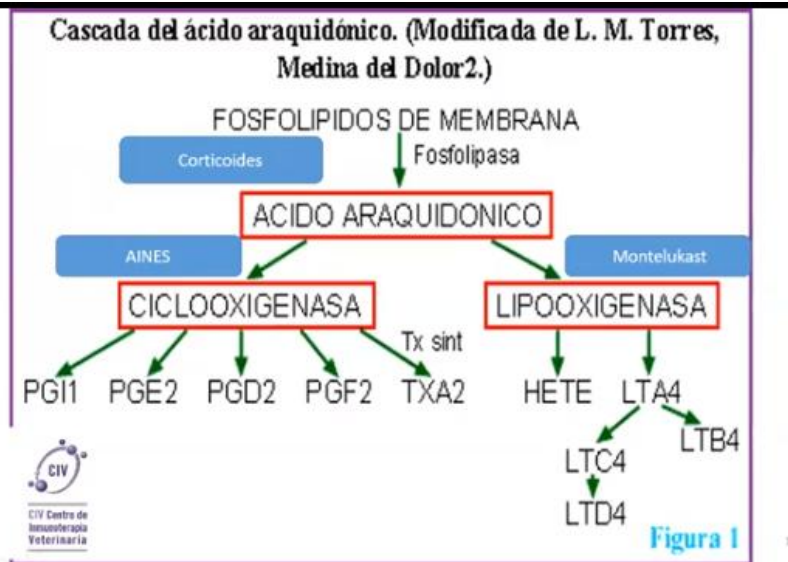 Cascada del ácido araquidónico. (Modificada de L. M. Torres,
Medina del Dolor2.)
FOSFOLIPIDOS DE MEMBRANA
Corticoides
Fosfolipasa
ACIDO ARAQUIDONICO
AINES
Montelukast
CICLOOXIGENASA
LIPOOXIGENASA
Tx sint
PGI1 PGE2 PGD2 PGF2 TXA2 HETE LTA4
LTB4
LTC4
LTD4
CIV
CIV Centro de
Inmunoterapia
Veterinaria
Figura 1